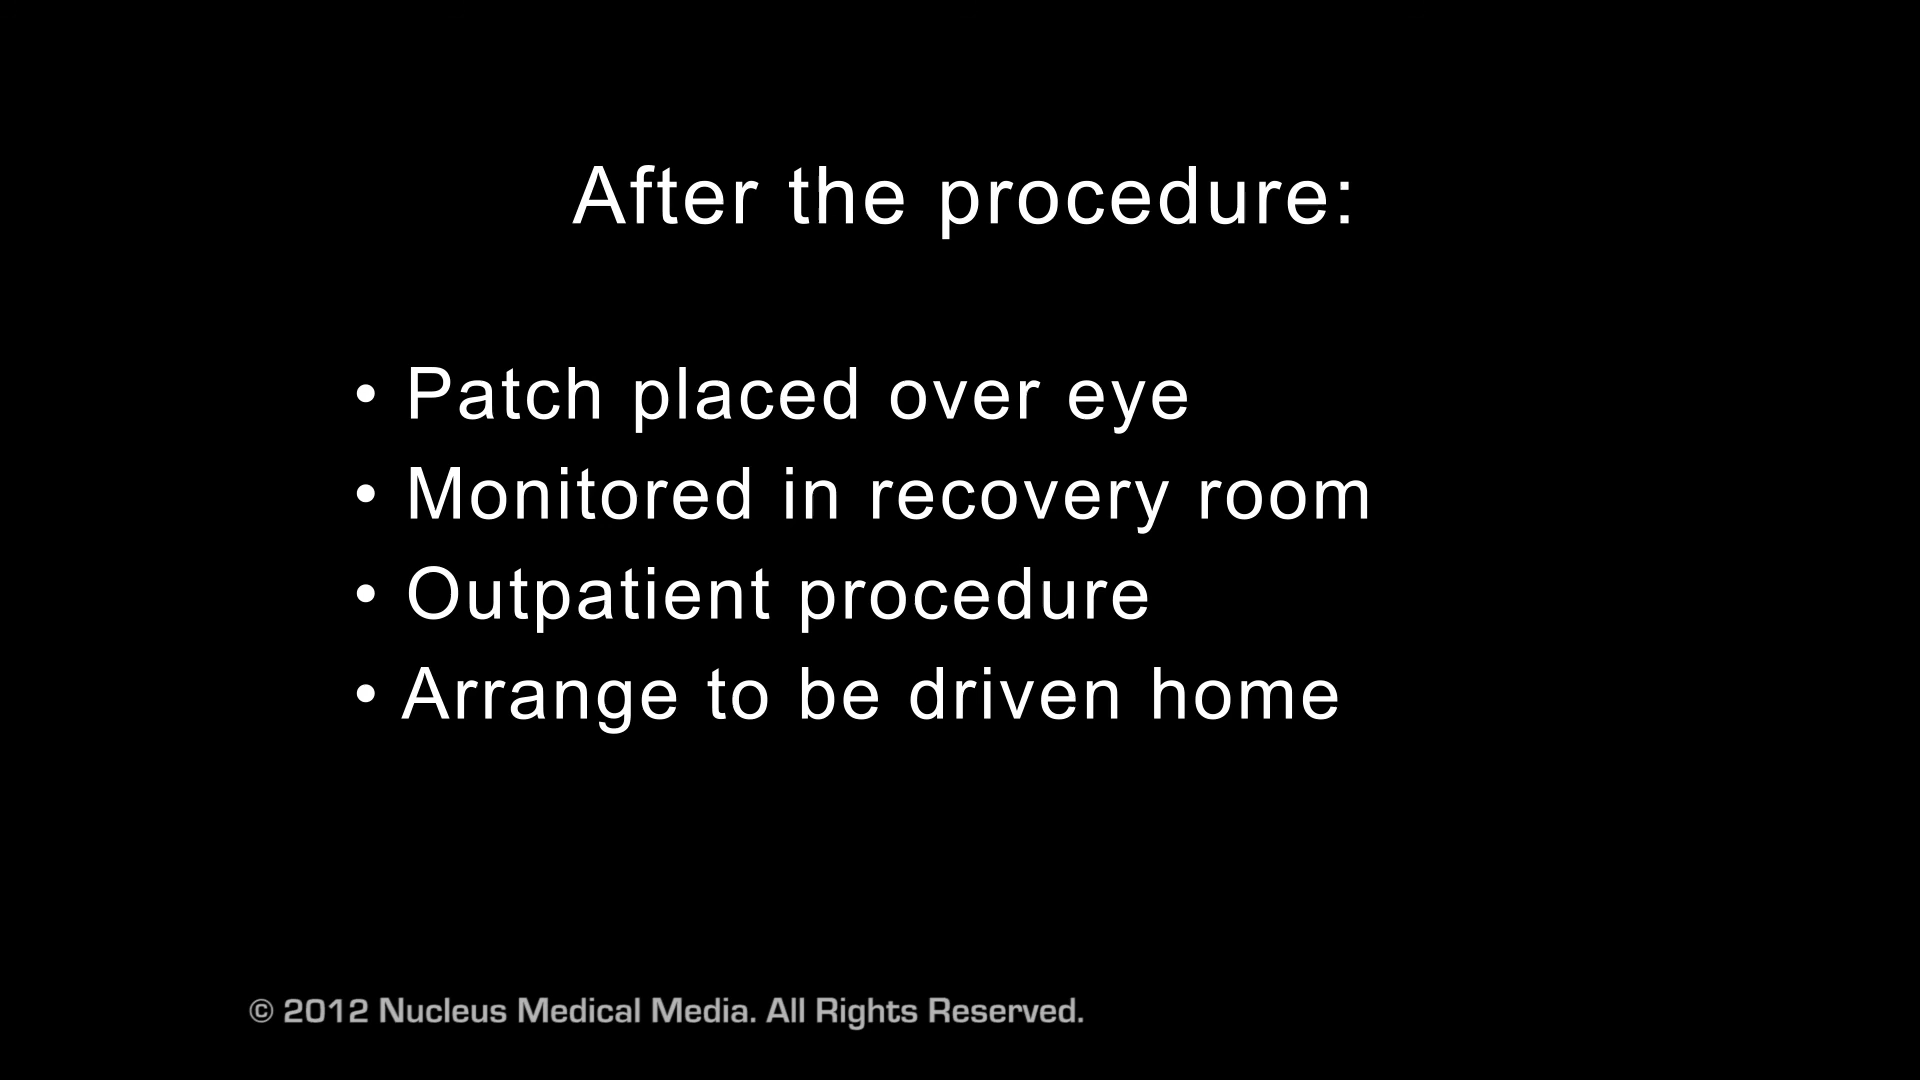 After the procedure:
• Patch placed over eye
• Monitored in recovery room
• Outpatient procedure
• Arrange to be driven home
© 2012 Nucleus Medical Media. All Rights Reserved.